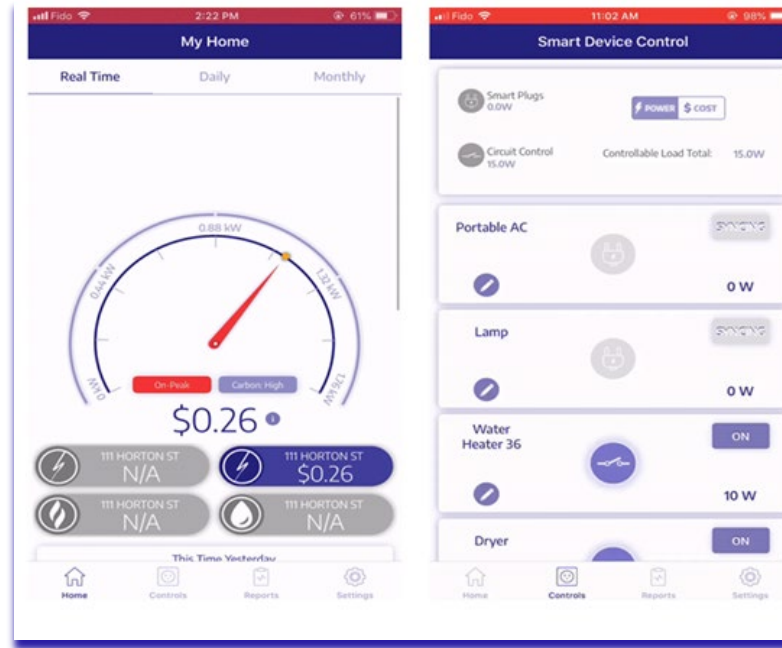 Fido 2:22 PM 61%
My Home
Real Time Daily Monthly
0 kW
0.44 kW
0.88 kW
1.32 kW
1.76 kW
On-Peak Carbon High
$0.26 i
111 HORTON ST
N/A
111 HORTON ST
$0.26
111 HORTON ST
N/A
111 HORTON ST
N/A
This Time Yesterday
Home Controls Reports Settings
Fido 11:02 AM 98%
Smart Device Control
Smart Plugs
0.0W
POWER $ COST
Circuit Control
15.0W
Controllable Load Total: 15.0W
Portable AC
SYNCING
0 W
Lamp
SYNCING
0 W
Water
Heater 36
ON
10 W
Dryer
ON
Home Controls Reports Settings